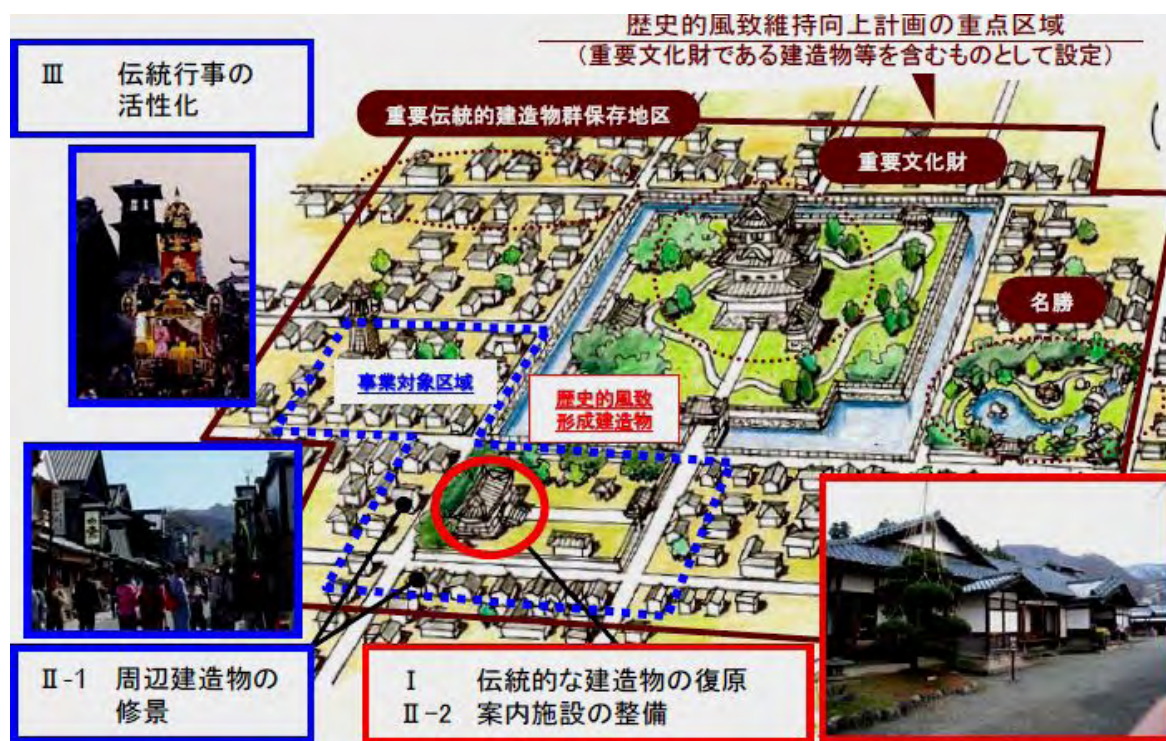 歴史的風致維持向上計画の重点区域
(重要文化財である建造物等を含むものとして設定)
Ⅲ 伝統行事の
活性化
重要伝統的建造物群保存地区
重要文化財
名勝
事業対象区域
歴史的風致
形成建造物
Ⅱ-1 周辺建造物の
修景
Ⅰ 伝統的な建造物の復原
Ⅱ-2 案内施設の整備